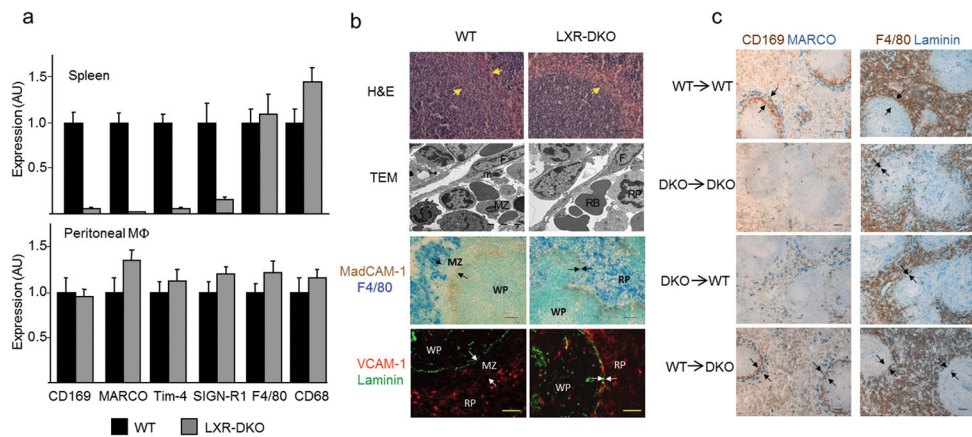 a
Spleen
Expression (AU)
1.5
1.0
0.5
Peritoneal MΦ
Expression (AU)
1.5
1.0
0.5
CD169 MARCO Tim-4 SIGN-R1 F4/80 CD68
WT LXR-DKO
b
WT LXR-DKO
H&E
TEM
F
m
MZ
F
RB
RP
MadCAM-1
F4/80
MZ
WP
RP
WP
VCAM-1
Laminin
WP
MZ
RP
RP
WP
c
CD169 MARCO F4/80 Laminin
WT→WT
DKO→DKO
DKO→WT
WT→DKO